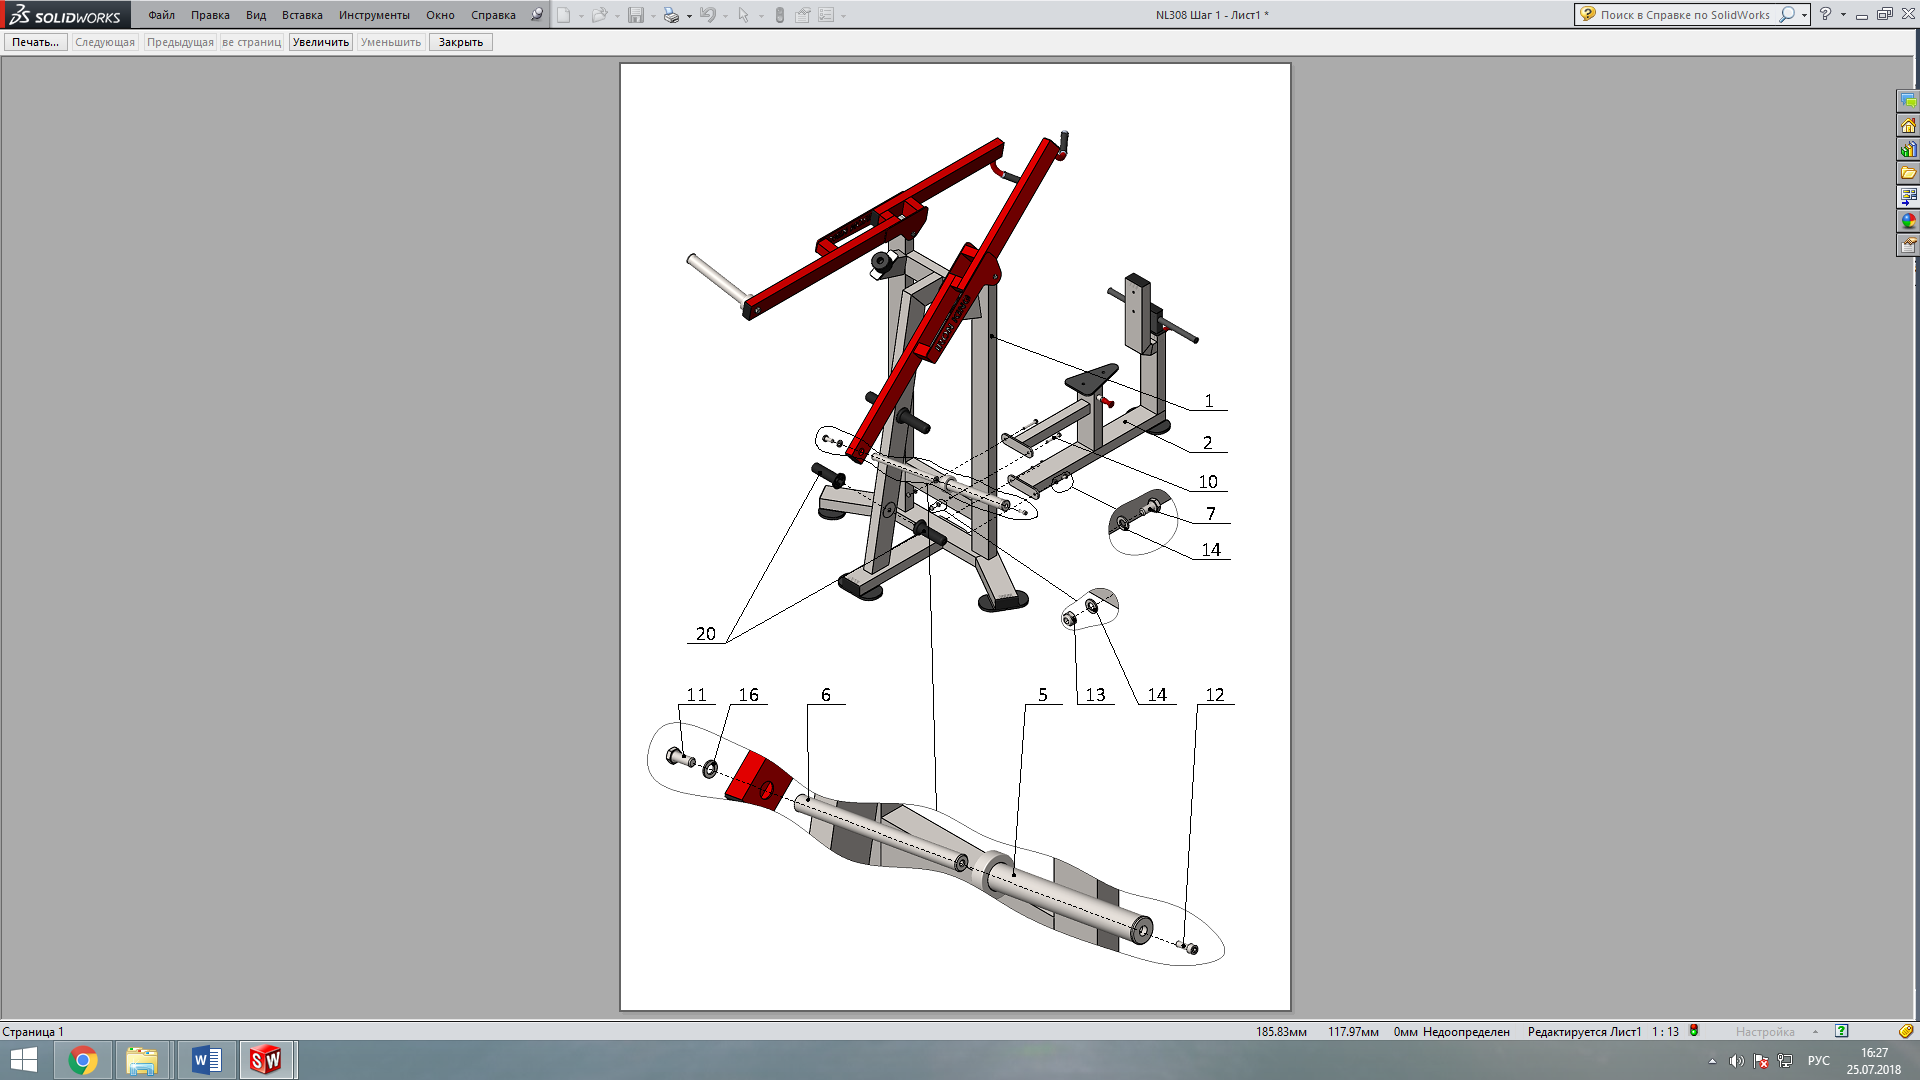 SOLIDWORKS Файл Правка Вид Вставка Инструменты Окно Справка NL308 Шаг 1 - Лист1 * Поиск в Справке по SolidWorks
Печать... Следующая Предыдущая ве страниц Увеличить Уменьшить Закрыть
1
2
10
7
14
20
11 16 6 5 13 14 12
Страница 1 185.83мм 117.97мм 0мм Недоопределен Редактируется Лист1 1 : 13 Настройка
РУС 16:27
25.07.2018